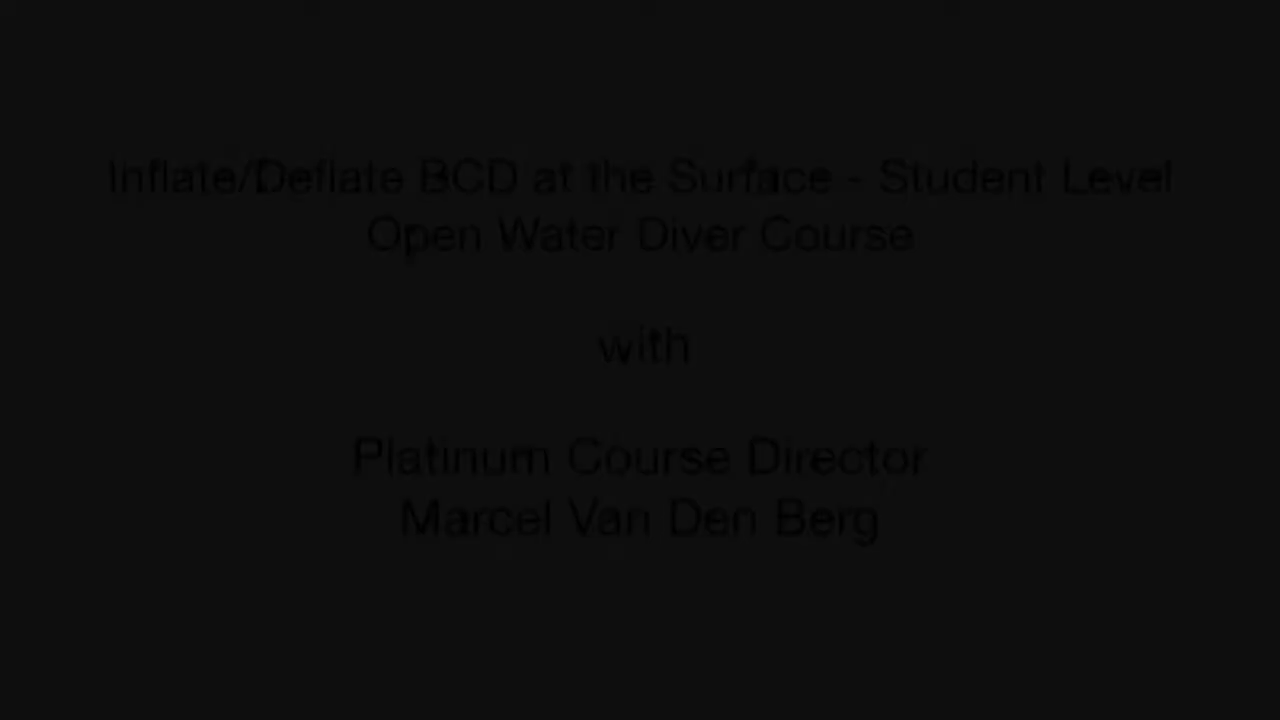 Inflate/Deflate BCD at the Surface - Student Level
Open Water Diver Course
with
Platinum Course Director
Marcel Van Den Berg